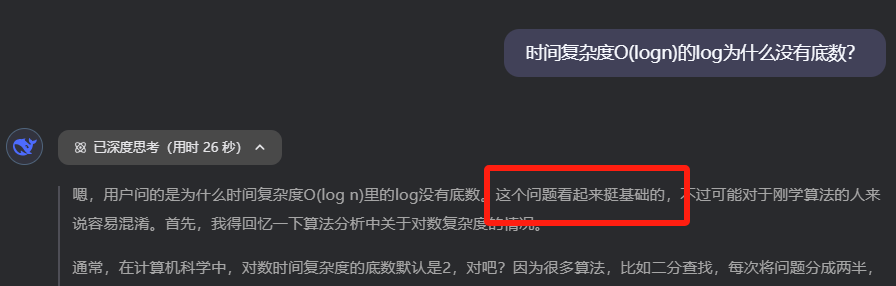 时间复杂度O(logn)的log为什么没有底数?
已深度思考（用时 26 秒）
嗯，用户问的是为什么时间复杂度O(log n)里的log没有底数。这个问题看起来挺基础的，不过可能对于刚学算法的人来
说容易混淆。首先，我得回忆一下算法分析中关于对数复杂度的情况。
通常，在计算机科学中，对数时间复杂度的底数默认是2，对吧？因为很多算法，比如二分查找，每次将问题分成两半，